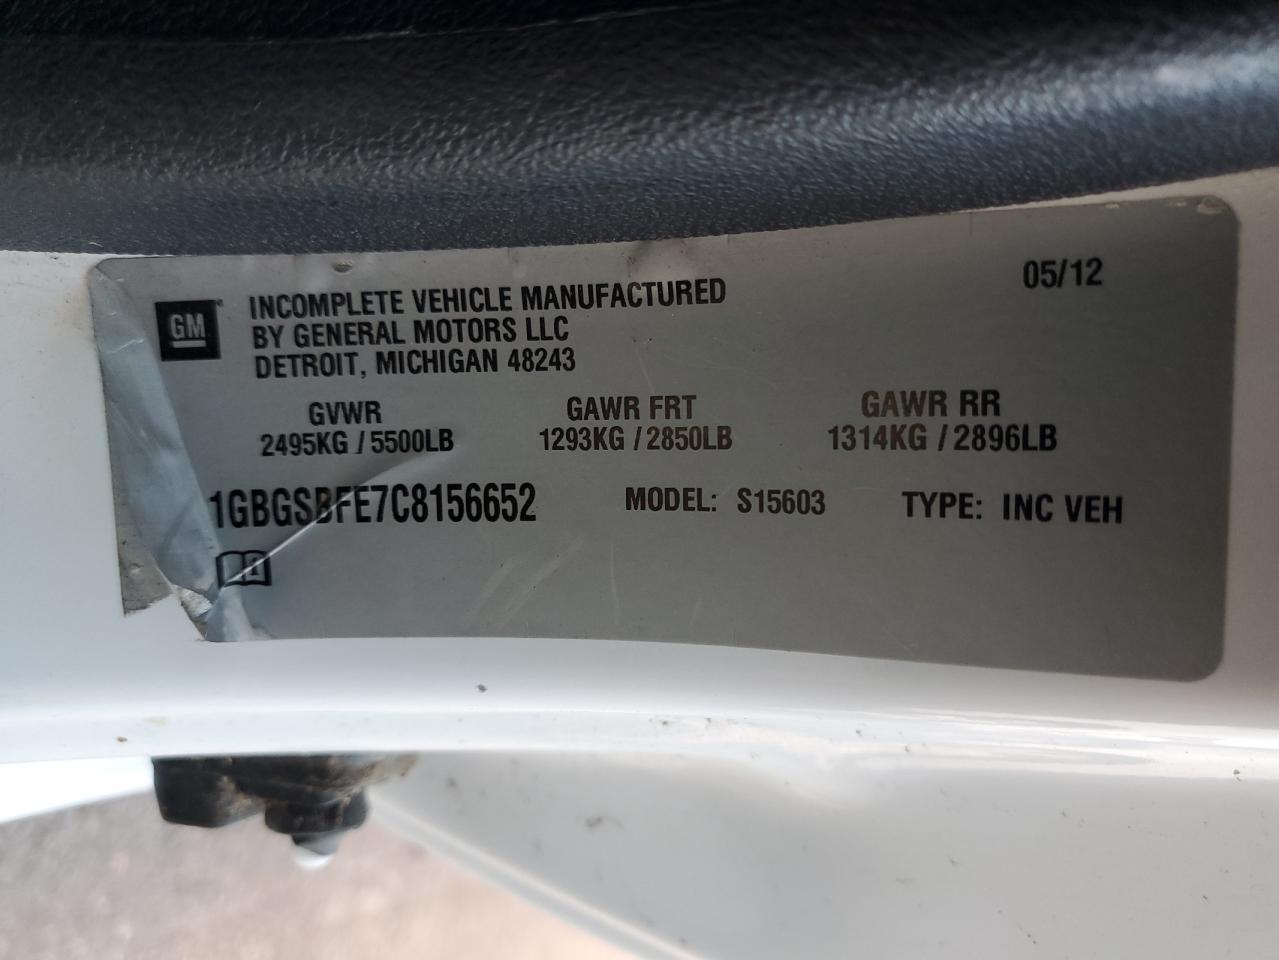 05/12
GM
INCOMPLETE VEHICLE MANUFACTURED
BY GENERAL MOTORS LLC
DETROIT, MICHIGAN 48243
GVWR GAWR FRT GAWR RR
2495KG / 5500LB 1293KG / 2850LB 1314KG / 2896LB
1GBGSBFE7C8156652 MODEL: S15603 TYPE: INC VEH